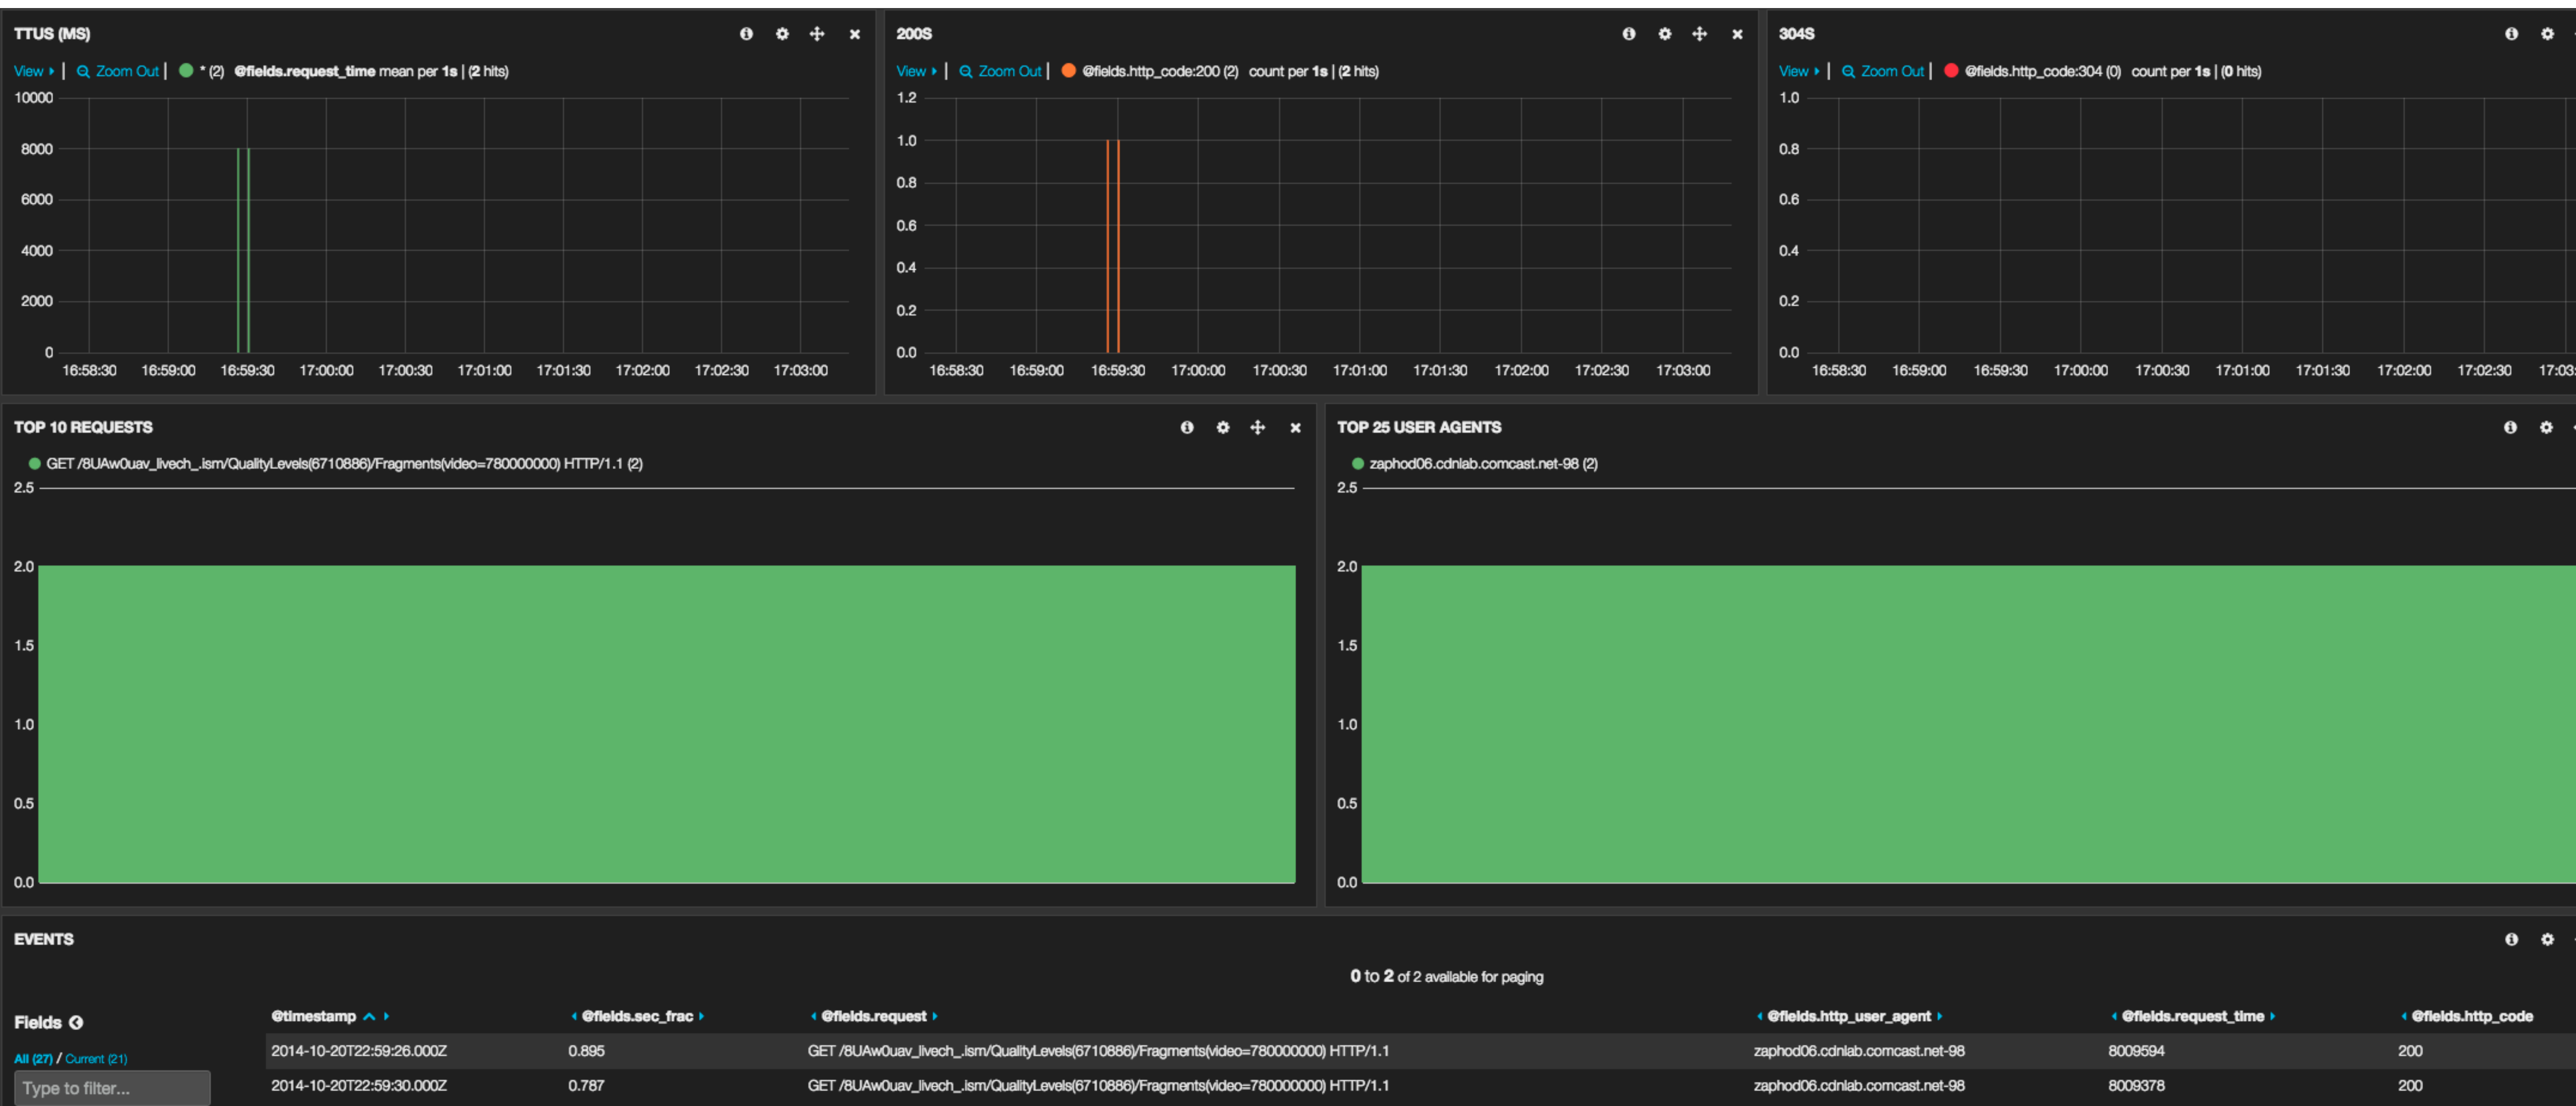 TTUS (MS)
View | Zoom Out | * (2) @fields.request_time mean per 1s | (2 hits)
10000
8000
6000
4000
2000
0
16:58:30 16:59:00 16:59:30 17:00:00 17:00:30 17:01:00 17:01:30 17:02:00 17:02:30 17:03:00
200S
View | Zoom Out | @fields.http_code:200 (2) count per 1s | (2 hits)
1.2
1.0
0.8
0.6
0.4
0.2
0.0
16:58:30 16:59:00 16:59:30 17:00:00 17:00:30 17:01:00 17:01:30 17:02:00 17:02:30 17:03:00
304S
View | Zoom Out | @fields.http_code:304 (0) count per 1s | (0 hits)
1.0
0.8
0.6
0.4
0.2
0.0
16:58:30 16:59:00 16:59:30 17:00:00 17:00:30 17:01:00 17:01:30 17:02:00 17:02:30 17:03:
TOP 10 REQUESTS
GET /8UAw0uav_livech_.ism/QualityLevels(6710886)/Fragments(video=780000000) HTTP/1.1 (2)
2.5
2.0
1.5
1.0
0.5
0.0
TOP 25 USER AGENTS
zaphod06.cdnlab.comcast.net-98 (2)
2.5
2.0
1.5
1.0
0.5
0.0
EVENTS
0 to 2 of 2 available for paging
Fields
All (27) / Current (21)
Type to filter...
@timestamp @fields.sec_frac @fields.request @fields.http_user_agent @fields.request_time @fields.http_code
2014-10-20T22:59:26.000Z 0.895 GET /8UAw0uav_livech_.ism/QualityLevels(6710886)/Fragments(video=780000000) HTTP/1.1 zaphod06.cdnlab.comcast.net-98 8009594 200
2014-10-20T22:59:30.000Z 0.787 GET /8UAw0uav_livech_.ism/QualityLevels(6710886)/Fragments(video=780000000) HTTP/1.1 zaphod06.cdnlab.comcast.net-98 8009378 200